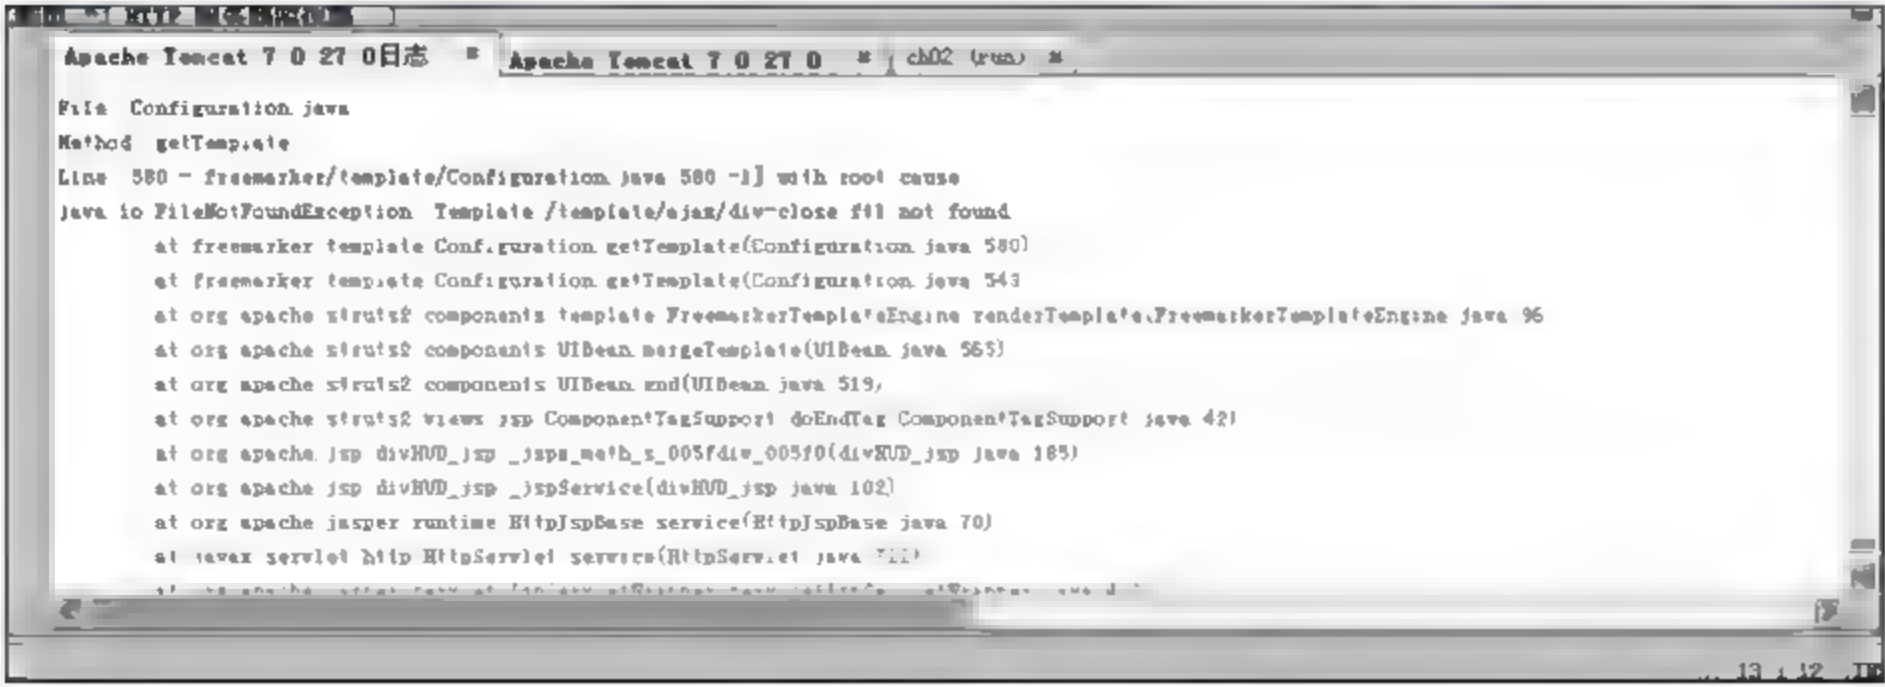 Apache Tomcat 7 0 27 0日志
Apache Tomcat 7 0 27 0
ch02 (run)
File Configuration java
Method getTemplate
Line 580 - freemarker/template/Configuration java 580 -1] with root cause
java io FileNotFoundException Template /template/ajax/div-close ftl not found
at freemarker template Configuration getTemplate(Configuration java 580)
at freemarker template Configuration getTemplate(Configuration java 543
at org apache struts2 components template FreemarkerTemplateEngine renderTemplate(FreemarkerTemplateEngine java 96
at org apache struts2 components UIBean mergeTemplate(UIBean java 565)
at org apache struts2 components UIBean end(UIBean java 519)
at org apache struts2 views jsp ComponentTagSupport doEndTag ComponentTagSupport java 42)
at org apache jsp divHUD_jsp _jspx_meth_s_005fdiv_005f0(divHUD_jsp java 185)
at org apache jsp divHUD_jsp _jspService(divHUD_jsp java 102)
at org apache jasper runtime HttpJspBase service(HttpJspBase java 70)
at javax servlet http HttpServlet service(HttpServlet java